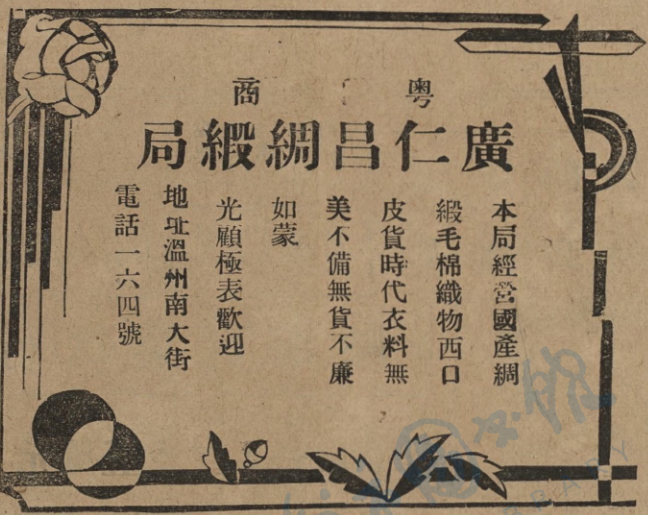 粵商
廣仁昌綢緞局
本局經營國產綢
緞毛棉織物西口
皮貨時代衣料無
美不備無貨不廉
如蒙
光顧極表歡迎
地址溫州南大街
電話一六四號